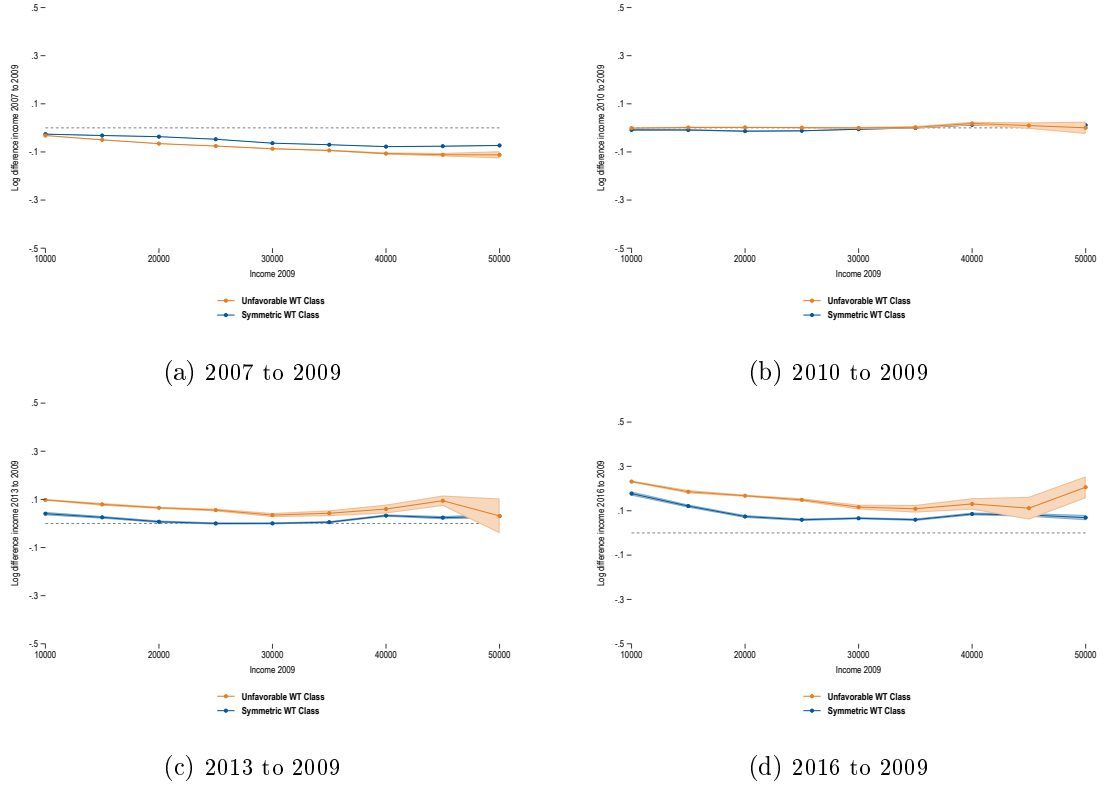 .5
.3
.1
-.1
-.3
-.5
Log difference income 2007 to 2009
10000 20000 30000 40000 50000
Income 2009
Unfavorable WT Class
Symmetric WT Class
(a) 2007 to 2009
.5
.3
.1
-.1
-.3
-.5
Log difference income 2010 to 2009
10000 20000 30000 40000 50000
Income 2009
Unfavorable WT Class
Symmetric WT Class
(b) 2010 to 2009
.5
.3
.1
-.1
-.3
-.5
Log difference income 2013 to 2009
10000 20000 30000 40000 50000
Income 2009
Unfavorable WT Class
Symmetric WT Class
(c) 2013 to 2009
.5
.3
.1
-.1
-.3
-.5
Log difference income 2016 to 2009
10000 20000 30000 40000 50000
Income 2009
Unfavorable WT Class
Symmetric WT Class
(d) 2016 to 2009